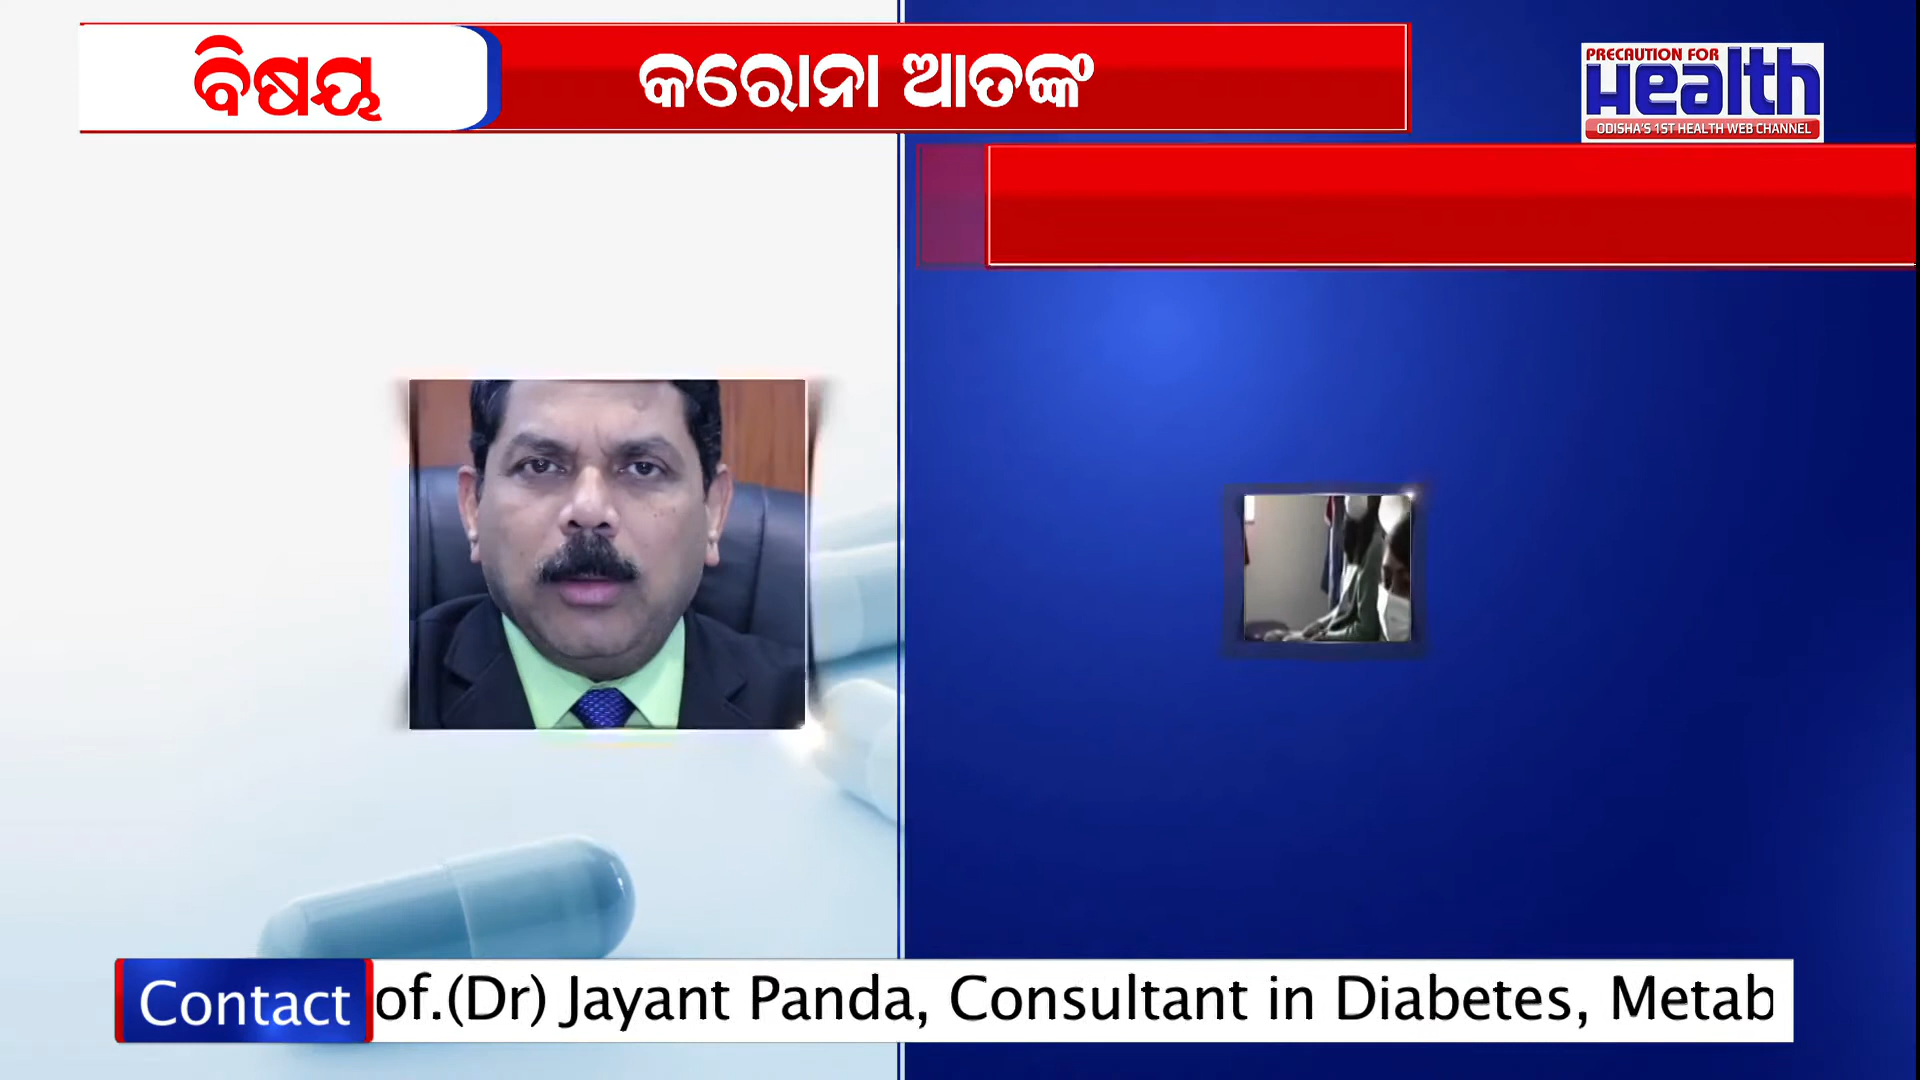 ବିଷୟ
କରୋନା ଆତଙ୍କ
PRECAUTION FOR
Health
ODISHA'S 1ST HEALTH WEB CHANNEL
Contact
of.(Dr) Jayant Panda, Consultant in Diabetes, Metab